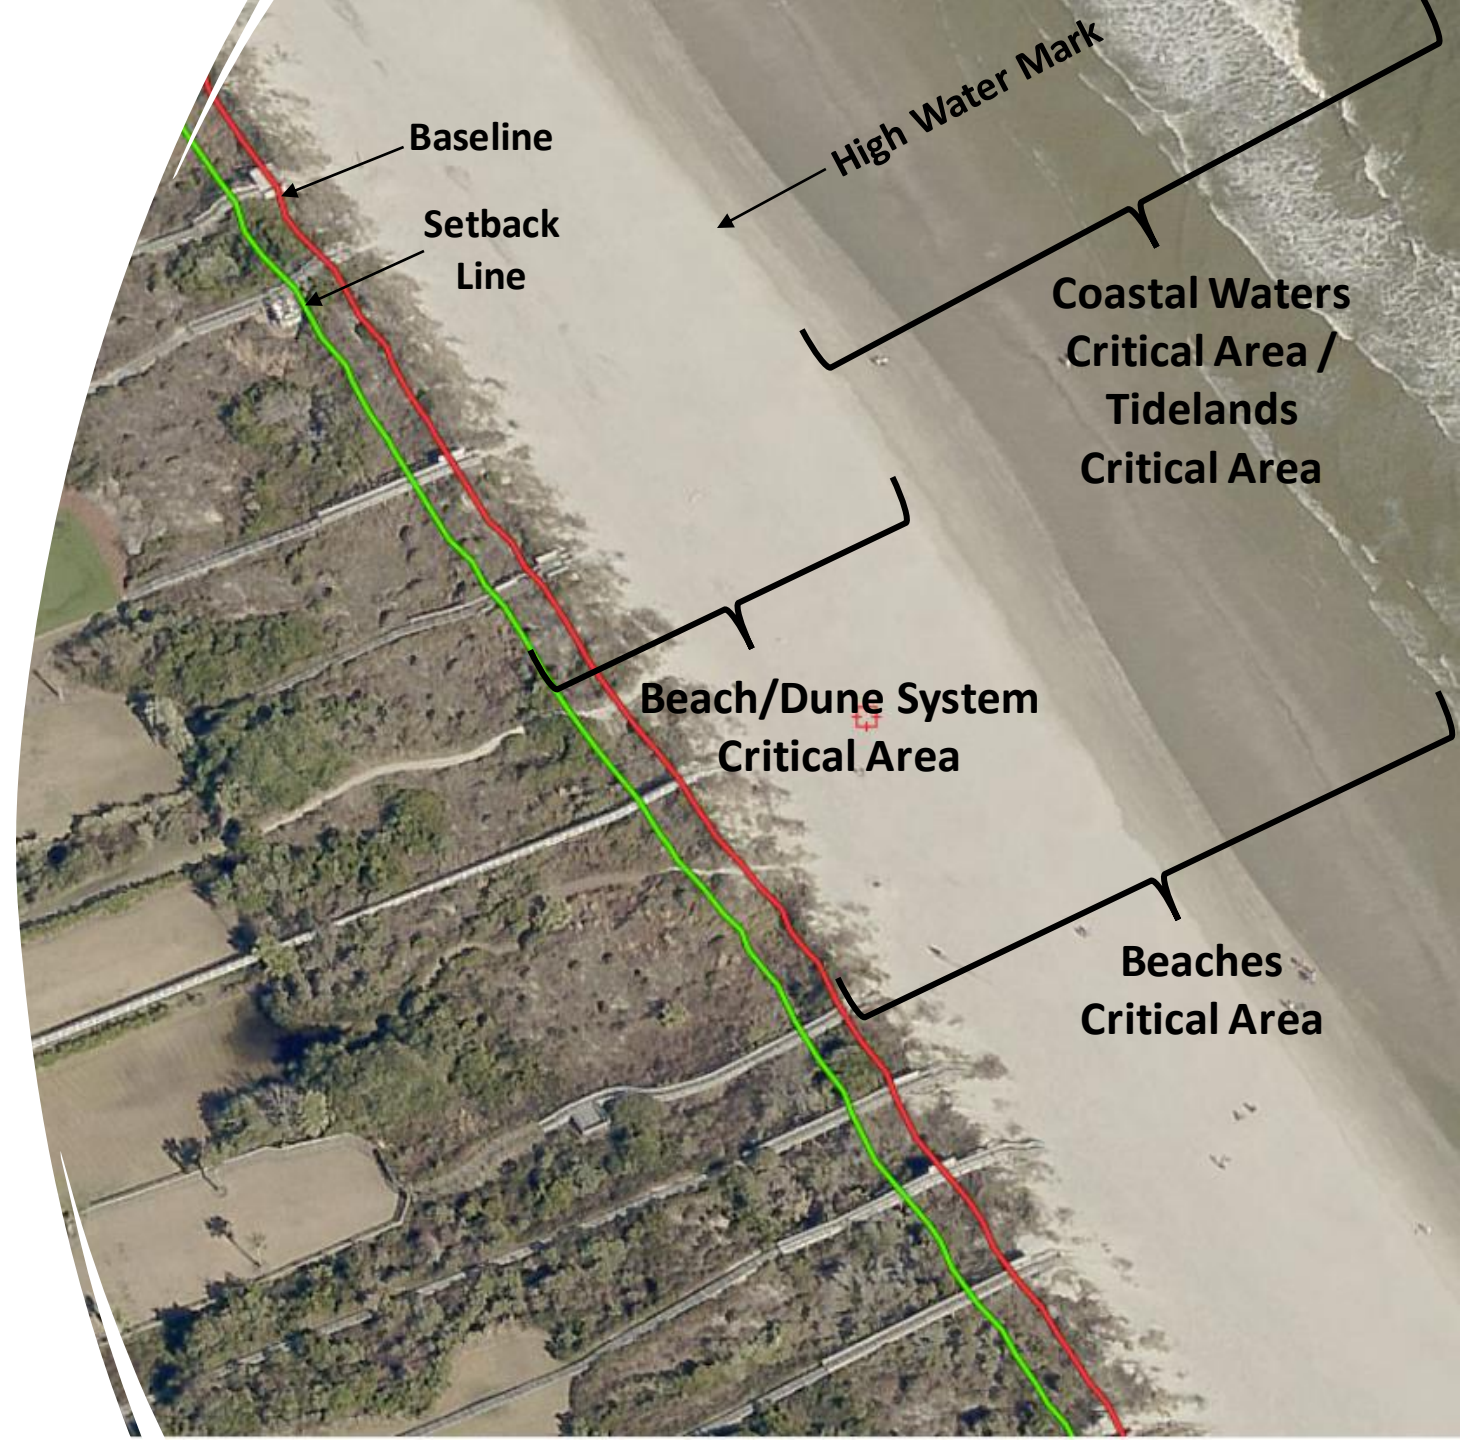 High Water Mark
Baseline
Setback
Line
Coastal Waters
Critical Area /
Tidelands
Critical Area
Beach/Dune System
Critical Area
Beaches
Critical Area